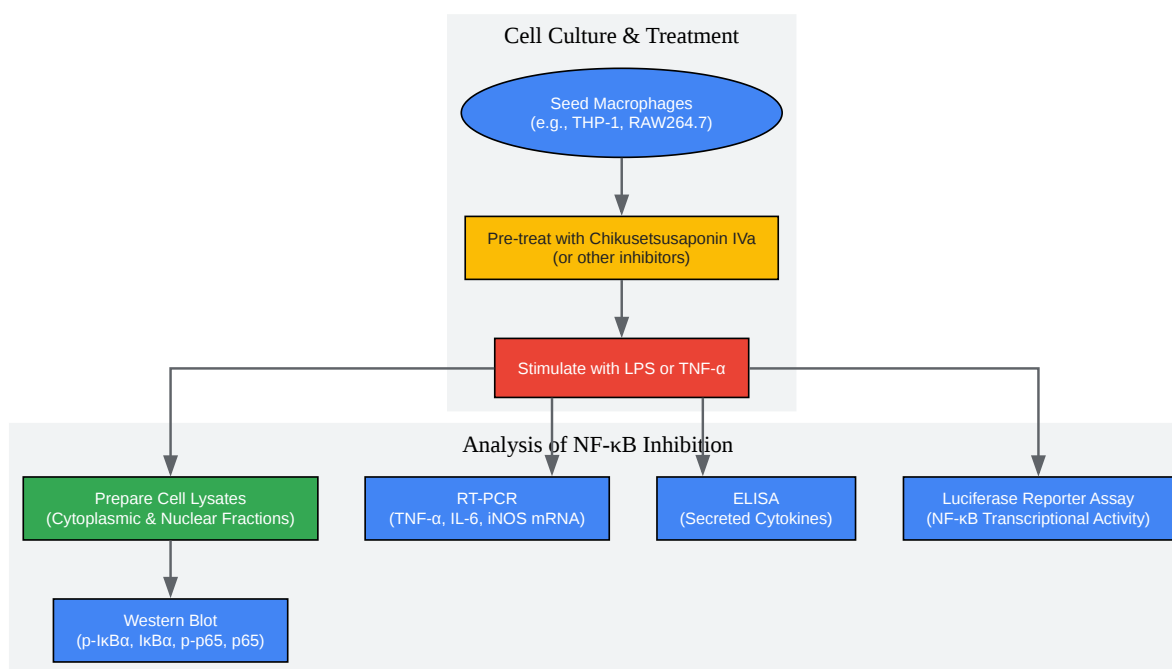 Cell Culture & Treatment
Seed Macrophages
(e.g., THP-1, RAW264.7)
Pre-treat with Chikusetsusaponin IVa
(or other inhibitors)
Stimulate with LPS or TNF-α
Analysis of NF-κB Inhibition
Prepare Cell Lysates
(Cytoplasmic & Nuclear Fractions)
RT-PCR
(TNF-α, IL-6, iNOS mRNA)
ELISA
(Secreted Cytokines)
Luciferase Reporter Assay
(NF-κB Transcriptional Activity)
Western Blot
(p-IκBα, IκBα, p-p65, p65)